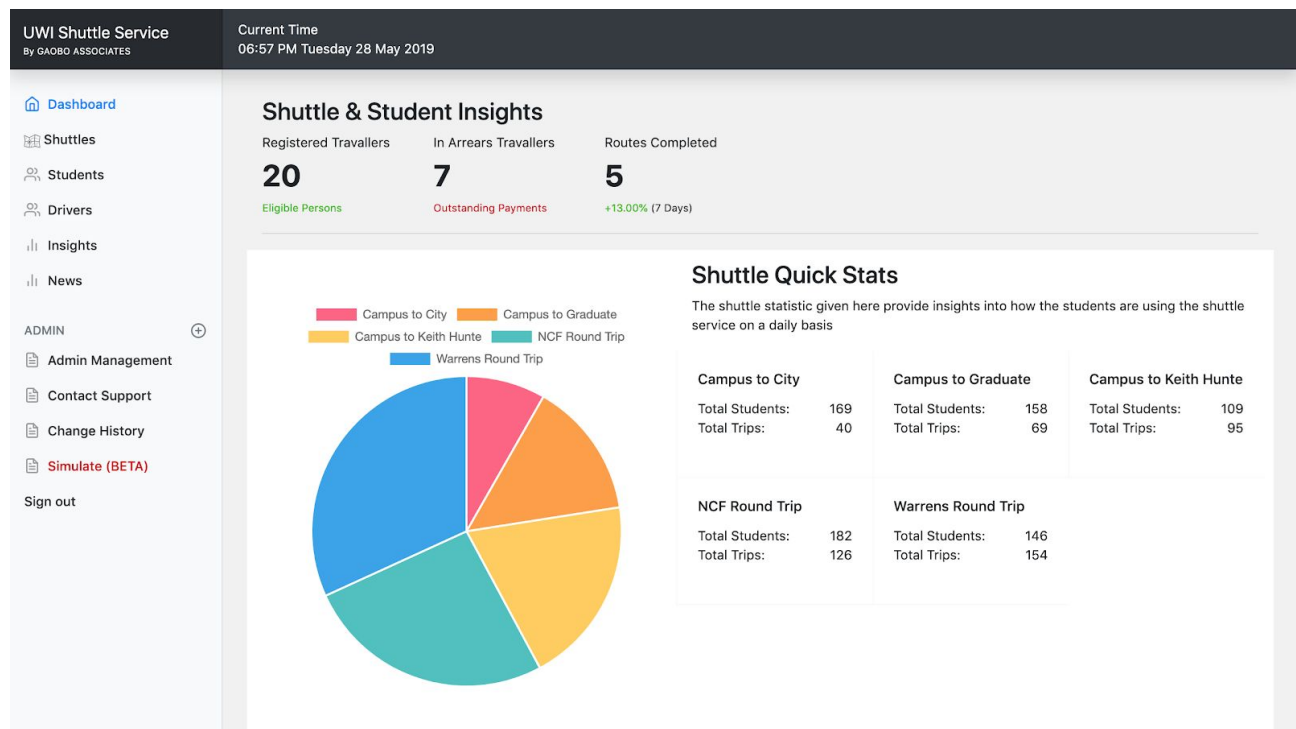 UWI Shuttle Service
By GAOBO ASSOCIATES
Current Time
06:57 PM Tuesday 28 May 2019
Dashboard
Shuttles
Students
Drivers
Insights
News
ADMIN
Admin Management
Contact Support
Change History
Simulate (BETA)
Sign out
Shuttle & Student Insights
Registered Travallers In Arrears Travallers Routes Completed
20 7 5
Eligible Persons Outstanding Payments +13.00% (7 Days)
Campus to City Campus to Graduate
Campus to Keith Hunte NCF Round Trip
Warrens Round Trip
Shuttle Quick Stats
The shuttle statistic given here provide insights into how the students are using the shuttle
service on a daily basis
Campus to City Campus to Graduate Campus to Keith Hunte
Total Students: 169 Total Students: 158 Total Students: 109
Total Trips: 40 Total Trips: 69 Total Trips: 95
NCF Round Trip Warrens Round Trip
Total Students: 182 Total Students: 146
Total Trips: 126 Total Trips: 154